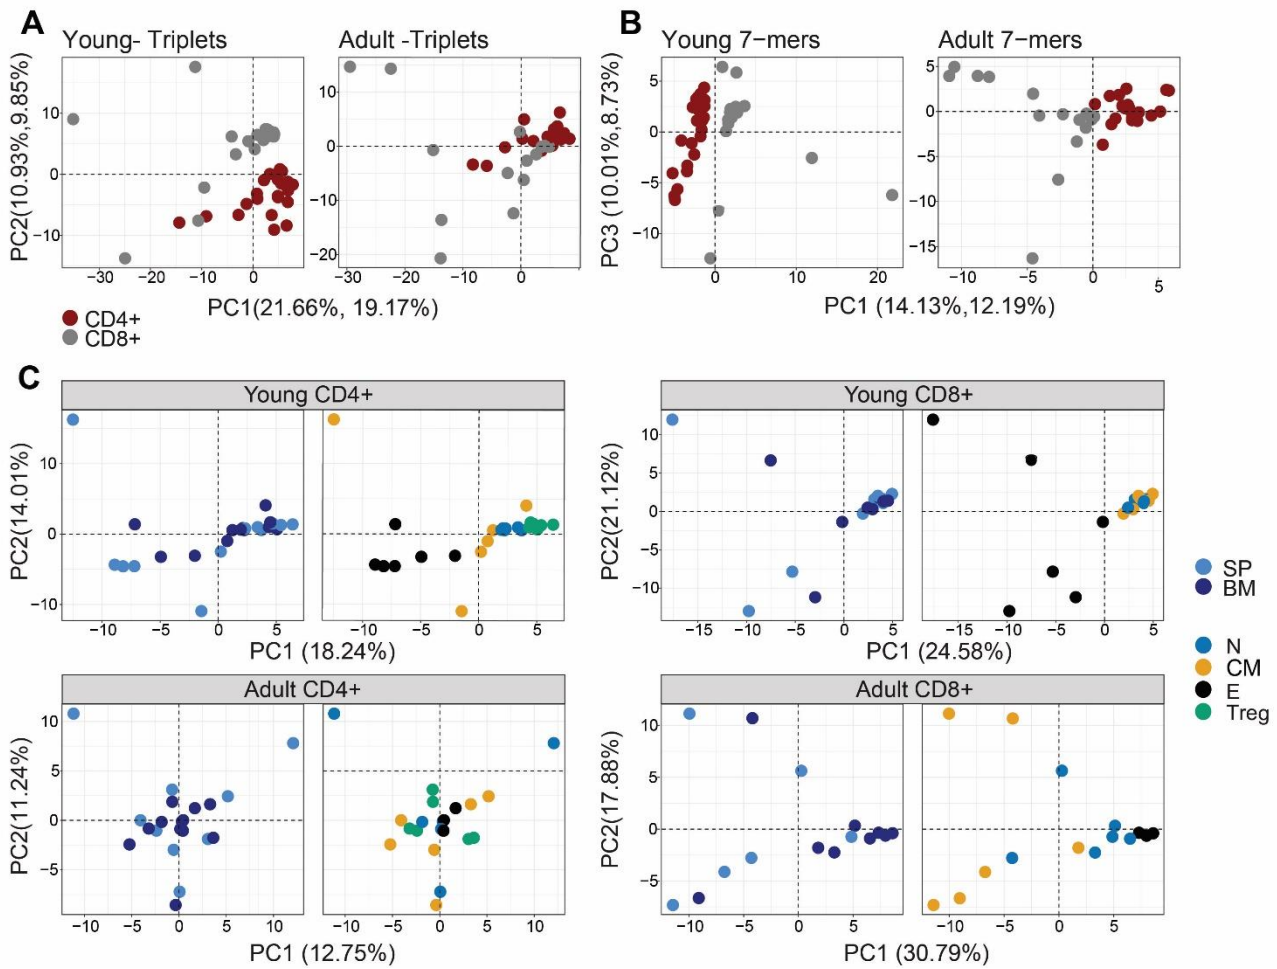 A
B
Young- Triplets
Adult -Triplets
Young 7−mers
Adult 7−mers
PC2(10.93%,9.85%)
10
0
−10
−30 −20 −10 0
10
0
−10
−20
−30 −20 −10 0
PC1(21.66%, 19.17%)
PC3 (10.01%,8.73%)
5
0
−5
−10
0 10 20
5
0
−5
−10
−15
−10 −5 0 5
PC1 (14.13%,12.19%)
CD4+
CD8+
C
Young CD4+
PC2(14.01%)
10
0
−10
−10 −5 0 5
−10 −5 0 5
PC1 (18.24%)
Young CD8+
PC2(21.12%)
10
5
0
−5
−10
−15 −10 −5 0 5
−15 −10 −5 0 5
PC1 (24.58%)
Adult CD4+
PC2(11.24%)
10
5
0
−5
−10 −5 0 5 10
−10 −5 0 5 10
PC1 (12.75%)
Adult CD8+
PC2(17.88%)
10
5
0
−5
−10 −5 0 5
−10 −5 0 5
PC1 (30.79%)
SP
BM
N
CM
E
Treg